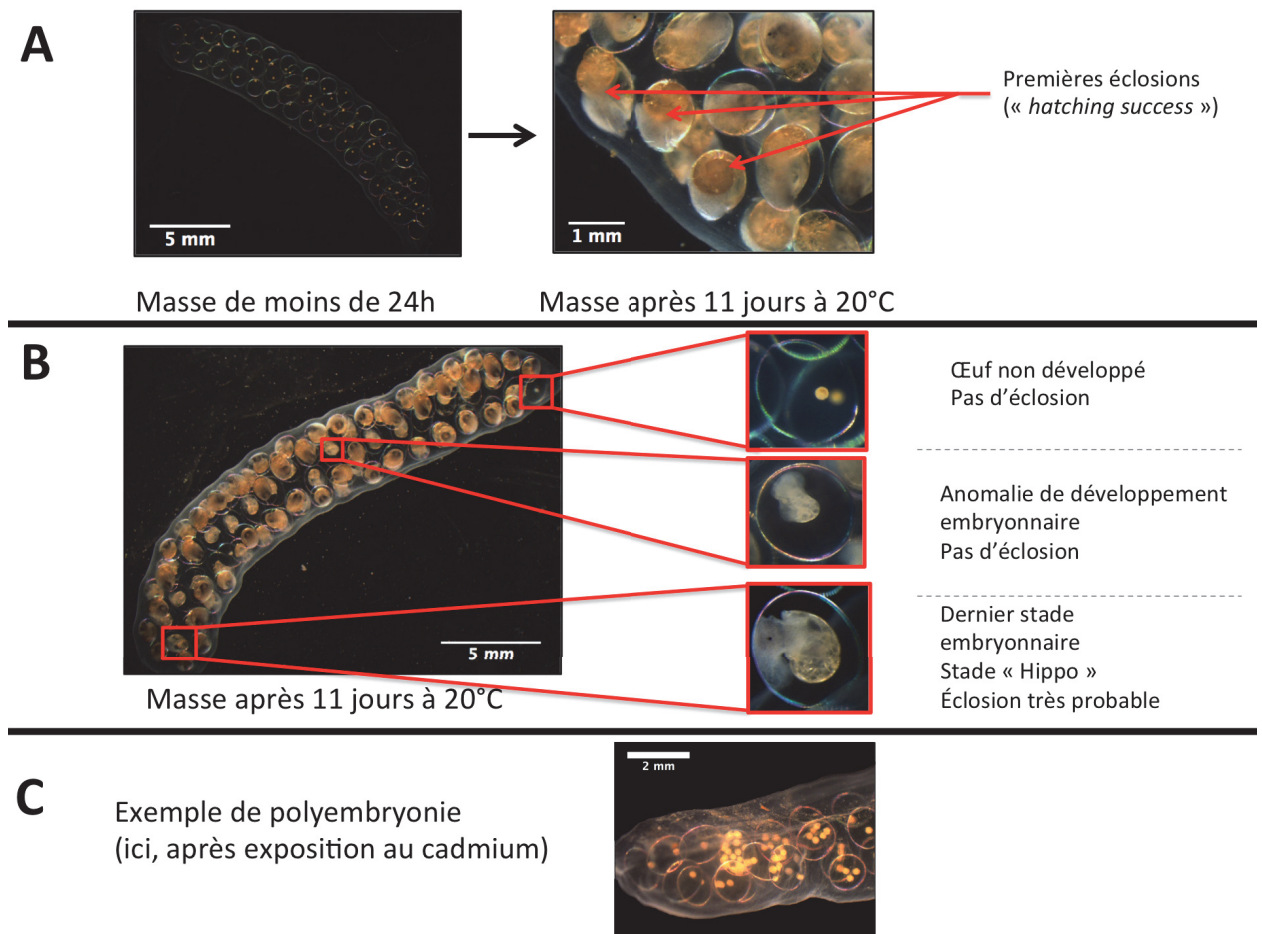 A
5 mm
1 mm
Premières éclosions
(« hatching success »)
Masse de moins de 24h
Masse après 11 jours à 20°C
B
5 mm
Masse après 11 jours à 20°C
Œuf non développé
Pas d’éclosion
Anomalie de développement
embryonnaire
Pas d’éclosion
Dernier stade
embryonnaire
Stade « Hippo »
Éclosion très probable
C
Exemple de polyembryonie
(ici, après exposition au cadmium)
2 mm